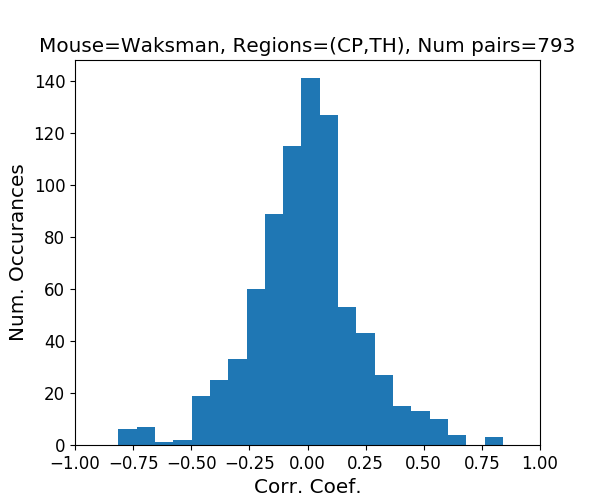 Mouse=Waksman, Regions=(CP,TH), Num pairs=793
140
120
100
80
60
40
20
0
Num. Occurances
−1.00 −0.75 −0.50 −0.25 0.00 0.25 0.50 0.75 1.00
Corr. Coef.